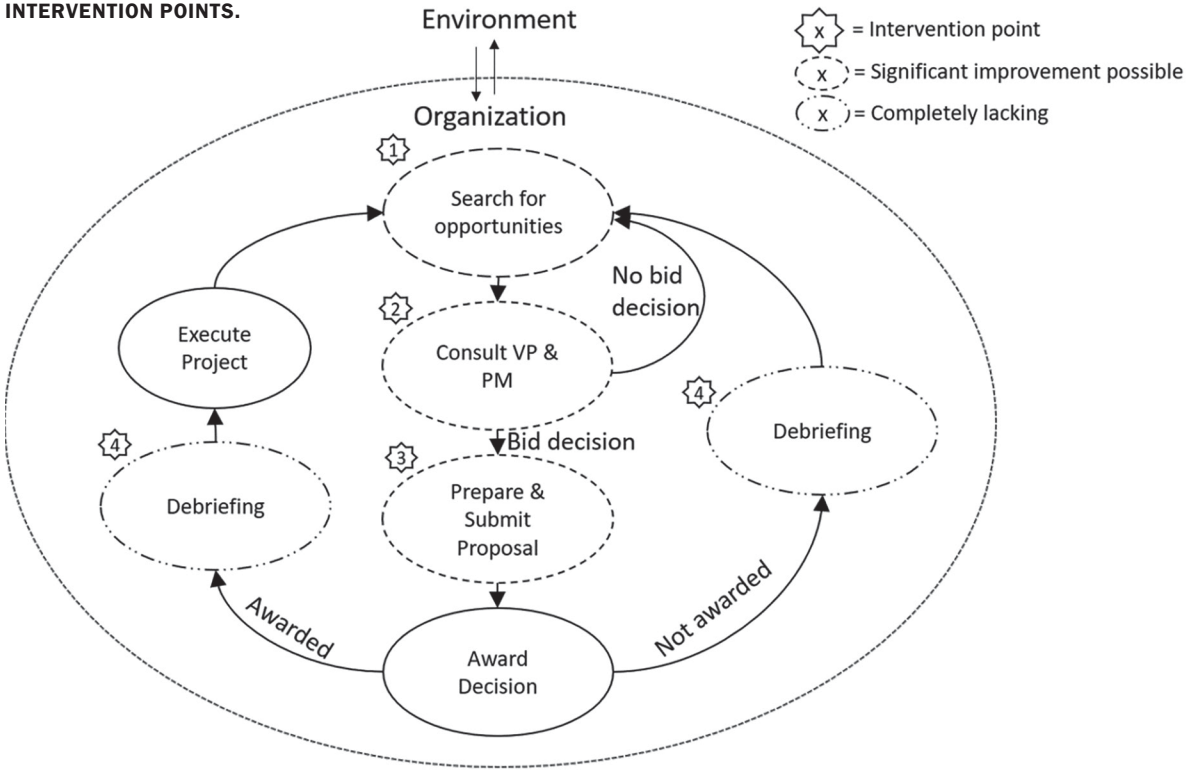 INTERVENTION POINTS.
Environment
x = Intervention point
x = Significant improvement possible
x = Completely lacking
Organization
1
Search for
opportunities
No bid
decision
2
Consult VP &
PM
Execute
Project
4
Debriefing
Bid decision
3
Prepare &
Submit
Proposal
4
Debriefing
Awarded
Not awarded
Award
Decision